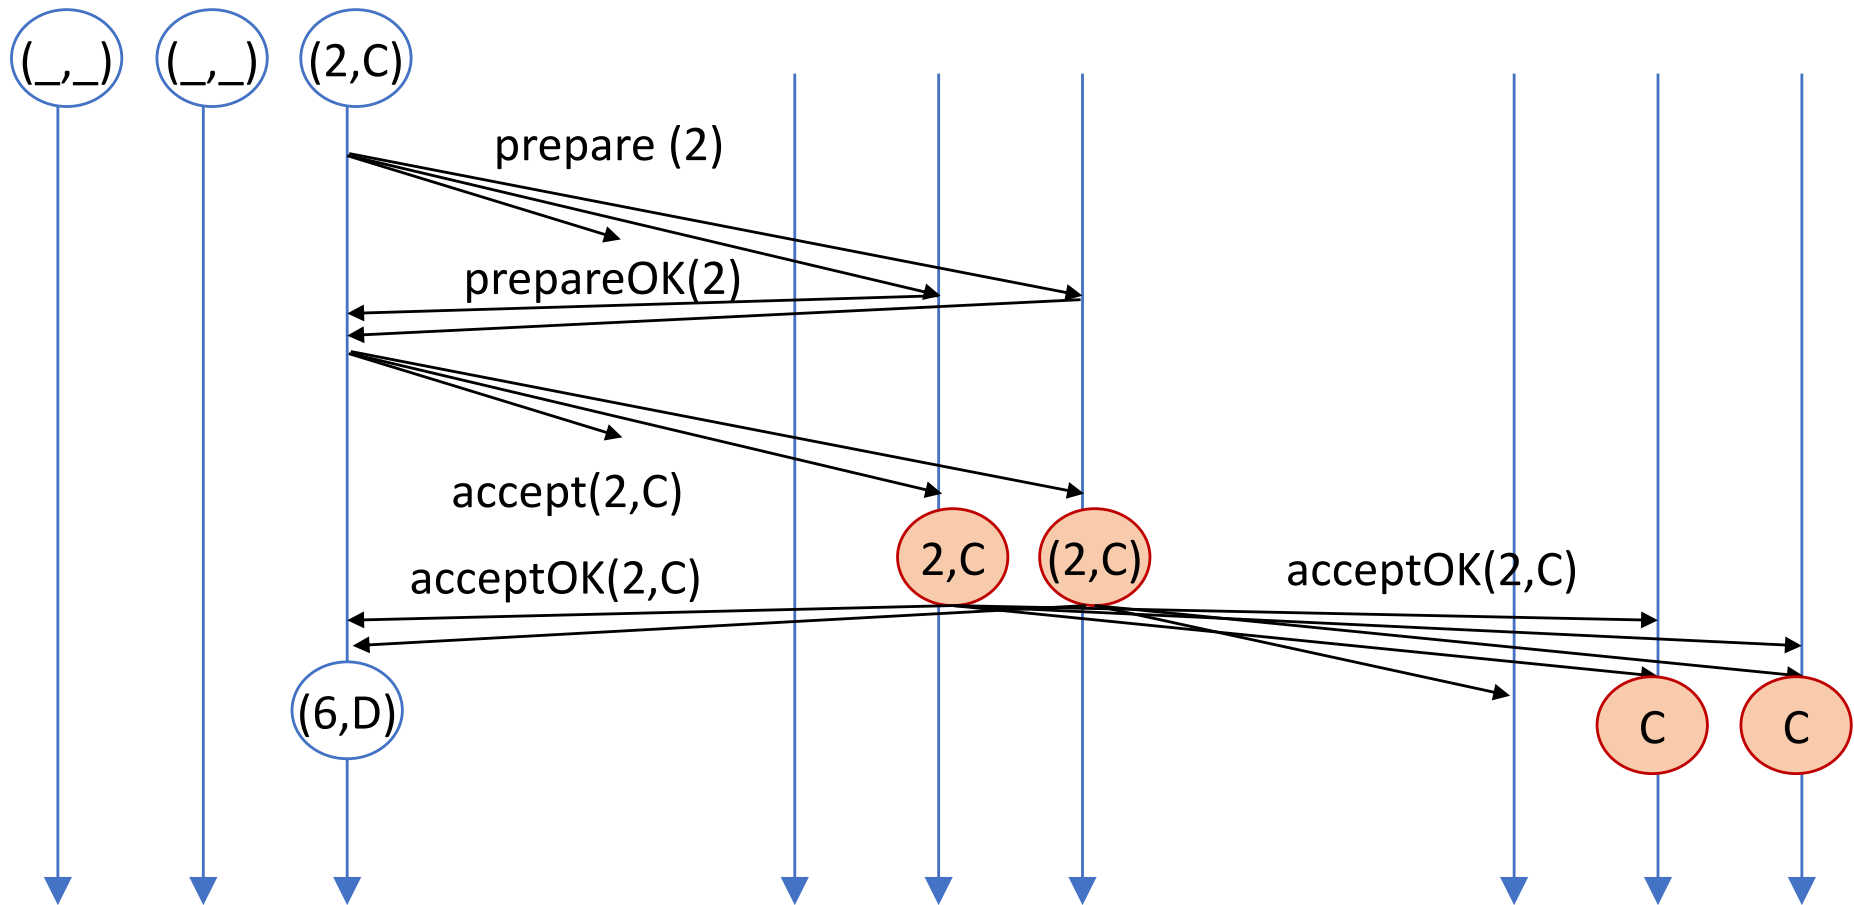 (_,_)
(_,_)
(2,C)
prepare (2)
prepareOK(2)
accept(2,C)
2,C
(2,C)
acceptOK(2,C)
acceptOK(2,C)
(6,D)
C
C